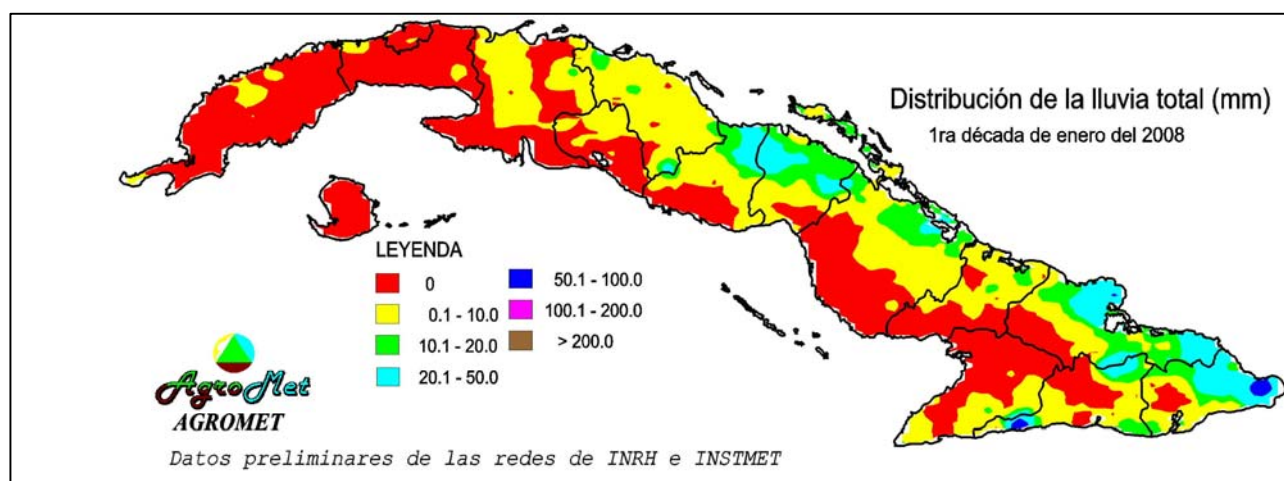 Distribución de la lluvia total (mm)
1ra década de enero del 2008
LEYENDA
0
0.1 - 10.0
10.1 - 20.0
20.1 - 50.0
50.1 - 100.0
100.1 - 200.0
> 200.0
AgroMet
AGROMET
Datos preliminares de las redes de INRH e INSTMET